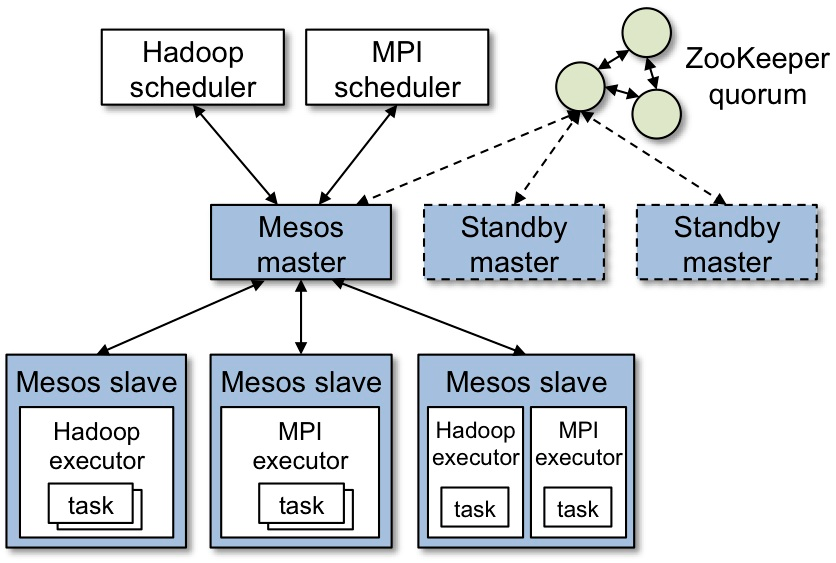 Hadoop
scheduler
MPI
scheduler
ZooKeeper
quorum
Mesos
master
Standby
master
Standby
master
Mesos slave
Hadoop
executor
task
Mesos slave
MPI
executor
task
Mesos slave
Hadoop
executor
task
MPI
executor
task